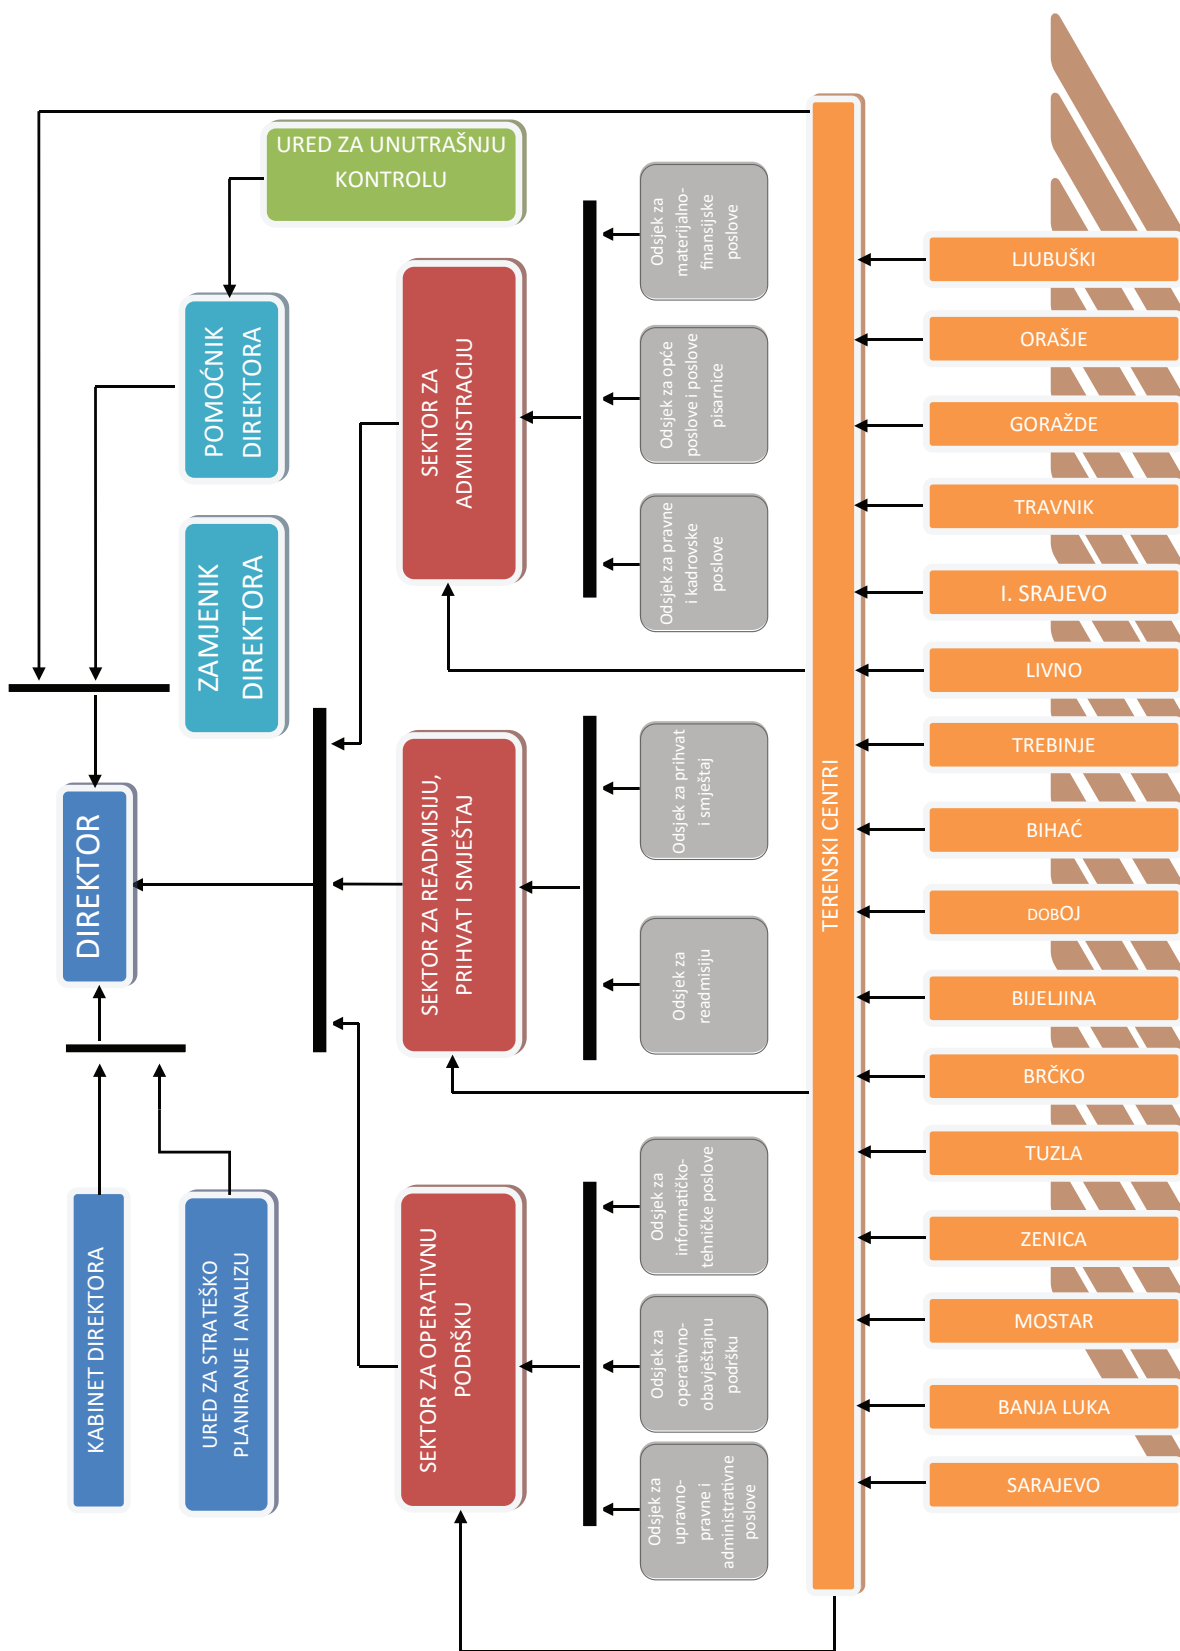 URED ZA UNUTRAŠNJU
KONTROLU
POMOĆNIK
DIREKTORA
ZAMJENIK
DIREKTORA
DIREKTOR
KABINET DIREKTORA
URED ZA STRATEŠKO
PLANIRANJE I ANALIZU
SEKTOR ZA
ADMINISTRACIJU
SEKTOR ZA READMISIJU,
PRIHVAT I SMJEŠTAJ
SEKTOR ZA OPERATIVNU
PODRŠKU
Odsjek za
materijalno-
finansijske
poslove
Odsjek za opće
poslove i poslove
pisarnice
Odsjek za pravne
i kadrovske
poslove
Odsjek za prihvat
i smještaj
Odsjek za
readmisiju
Odsjek za
informatičko-
tehničke poslove
Odsjek za
operativno-
obavještajnu
podršku
Odsjek za
upravno-
pravne i
administrativne
poslove
TERENSKI CENTRI
LJUBUŠKI
ORAŠJE
GORAŽDE
TRAVNIK
I. SRAJEVO
LIVNO
TREBINJE
BIHAĆ
DOBOJ
BIJELJINA
BRČKO
TUZLA
ZENICA
MOSTAR
BANJA LUKA
SARAJEVO